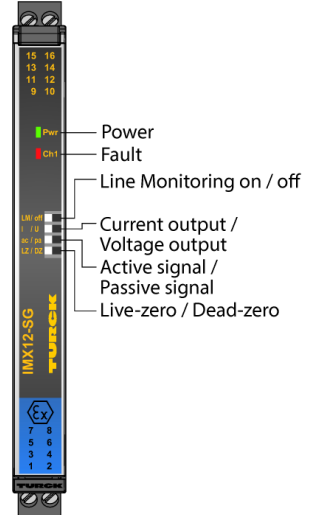 15 16
13 14
11 12
9 10
Pwr
Power
Ch1
Fault
Line Monitoring on / off
LM/ off
I / U
Current output /
Voltage output
ac / pa
Active signal /
Passive signal
LZ / DZ
Live-zero / Dead-zero
IMX12-SG
TURCK
Ex
7 8
5 6
3 4
1 2
TURCK